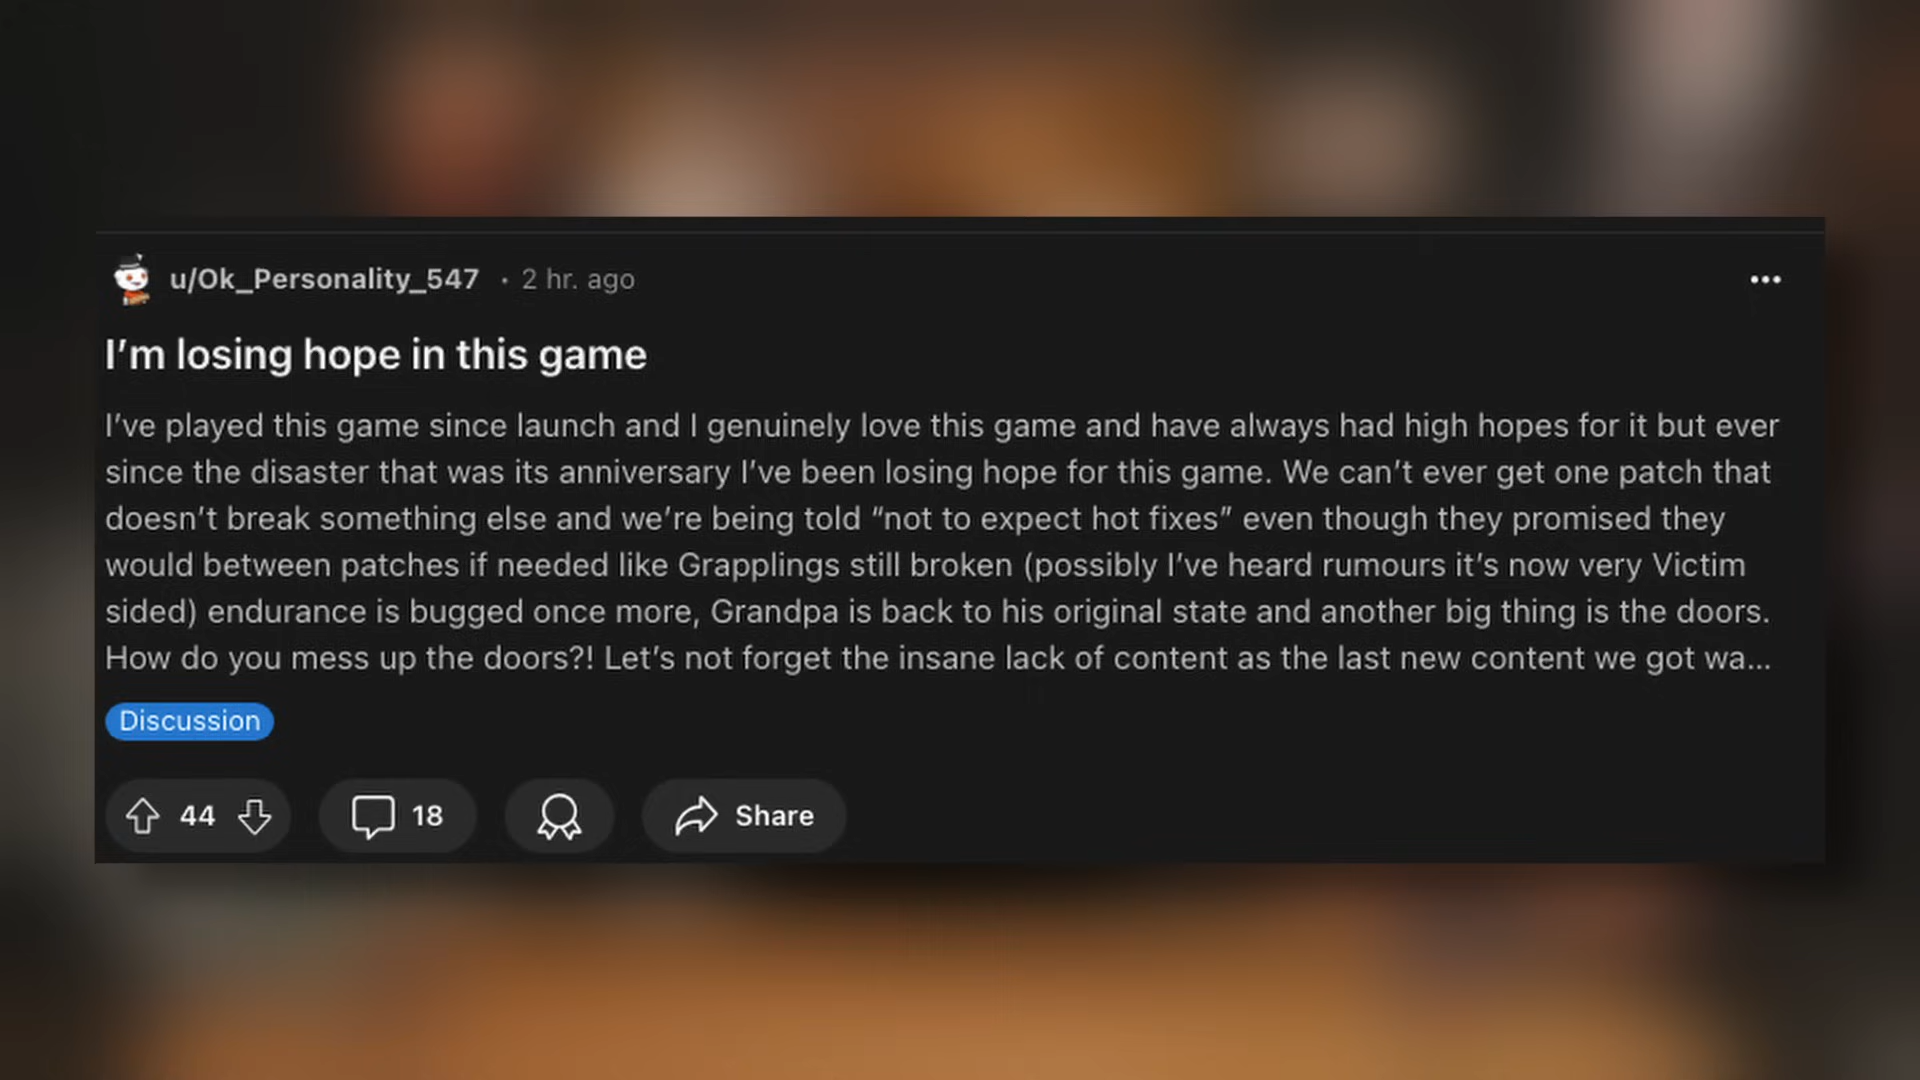 u/Ok_Personality_547 · 2 hr. ago
I’m losing hope in this game
I’ve played this game since launch and I genuinely love this game and have always had high hopes for it but ever
since the disaster that was its anniversary I’ve been losing hope for this game. We can’t ever get one patch that
doesn’t break something else and we’re being told “not to expect hot fixes” even though they promised they
would between patches if needed like Grapplings still broken (possibly I’ve heard rumours it’s now very Victim
sided) endurance is bugged once more, Grandpa is back to his original state and another big thing is the doors.
How do you mess up the doors?! Let’s not forget the insane lack of content as the last new content we got wa...
Discussion
44 18 Share